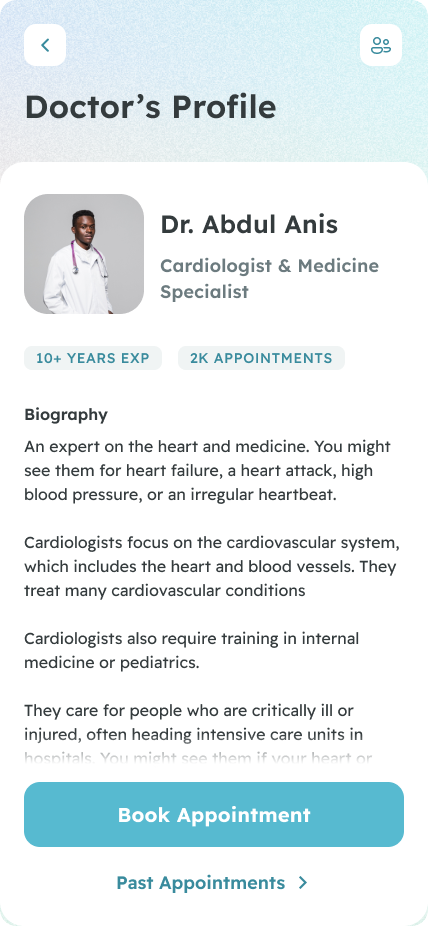 Doctor’s Profile
Dr. Abdul Anis
Cardiologist & Medicine
Specialist
10+ YEARS EXP
2K APPOINTMENTS
Biography
An expert on the heart and medicine. You might
see them for heart failure, a heart attack, high
blood pressure, or an irregular heartbeat.
Cardiologists focus on the cardiovascular system,
which includes the heart and blood vessels. They
treat many cardiovascular conditions
Cardiologists also require training in internal
medicine or pediatrics.
They care for people who are critically ill or
injured, often heading intensive care units in
hospitals. You might see them if your heart or
Book Appointment
Past Appointments